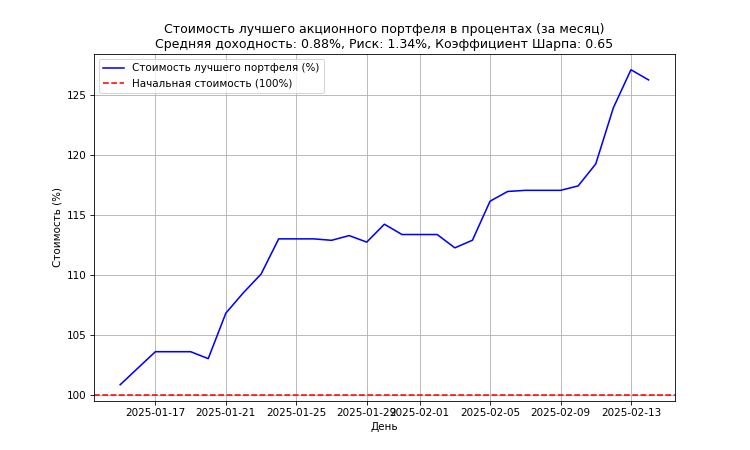 Стоимость лучшего акционного портфеля в процентах (за месяц)
Средняя доходность: 0.88%, Риск: 1.34%, Коэффициент Шарпа: 0.65
Стоимость лучшего портфеля (%)
Начальная стоимость (100%)
Стоимость (%)
125
120
115
110
105
100
2025-01-17 2025-01-21 2025-01-25 2025-01-29 2025-02-01 2025-02-05 2025-02-09 2025-02-13
День